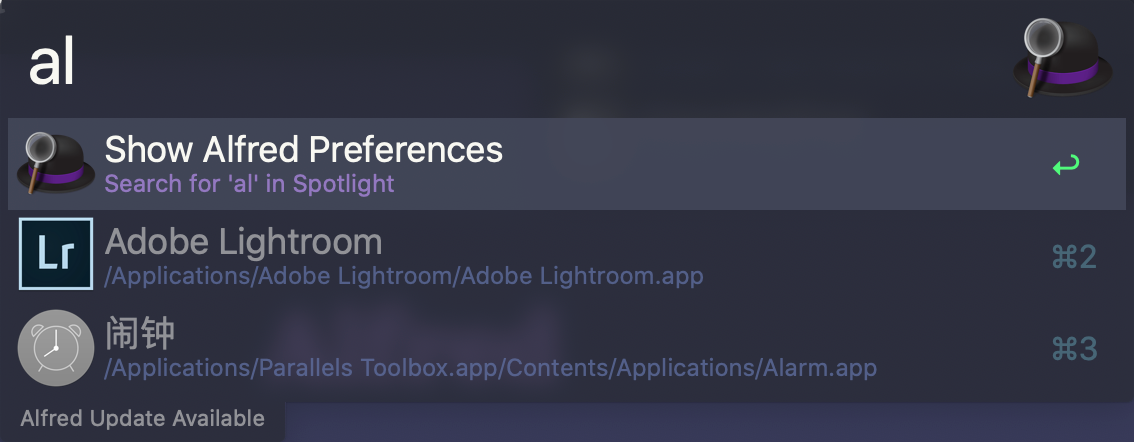 al
Show Alfred Preferences
Search for 'al' in Spotlight
Lr
Adobe Lightroom
/Applications/Adobe Lightroom/Adobe Lightroom.app
⌘2
闹钟
/Applications/Parallels Toolbox.app/Contents/Applications/Alarm.app
⌘3
Alfred Update Available